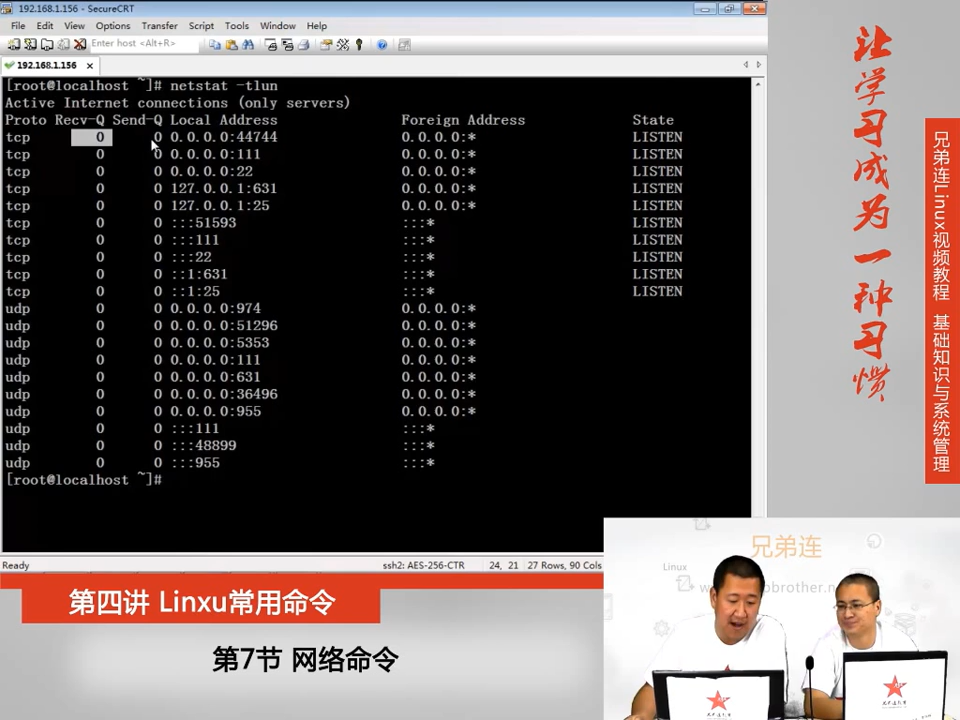 192.168.1.156 - SecureCRT
File Edit View Options Transfer Script Tools Window Help
Enter host <Alt+R>
192.168.1.156
[root@localhost ~]# netstat -tlun
Active Internet connections (only servers)
Proto Recv-Q Send-Q Local Address Foreign Address State
tcp 0 0 0.0.0.0:44744 0.0.0.0:* LISTEN
tcp 0 0 0.0.0.0:111 0.0.0.0:* LISTEN
tcp 0 0 0.0.0.0:22 0.0.0.0:* LISTEN
tcp 0 0 127.0.0.1:631 0.0.0.0:* LISTEN
tcp 0 0 127.0.0.1:25 0.0.0.0:* LISTEN
tcp 0 0 :::51593 :::* LISTEN
tcp 0 0 :::111 :::* LISTEN
tcp 0 0 :::22 :::* LISTEN
tcp 0 0 ::1:631 :::* LISTEN
tcp 0 0 ::1:25 :::* LISTEN
udp 0 0 0.0.0.0:974 0.0.0.0:*
udp 0 0 0.0.0.0:51296 0.0.0.0:*
udp 0 0 0.0.0.0:5353 0.0.0.0:*
udp 0 0 0.0.0.0:111 0.0.0.0:*
udp 0 0 0.0.0.0:631 0.0.0.0:*
udp 0 0 0.0.0.0:36496 0.0.0.0:*
udp 0 0 0.0.0.0:955 0.0.0.0:*
udp 0 0 :::111 :::*
udp 0 0 :::48899 :::*
udp 0 0 :::955 :::*
[root@localhost ~]#
Ready ssh2: AES-256-CTR 24, 21 27 Rows, 90 Cols
让学习成为一种习惯
兄弟连Linux视频教程 基础知识与系统管理
兄弟连
Linux
第四讲 Linxu常用命令
第7节 网络命令